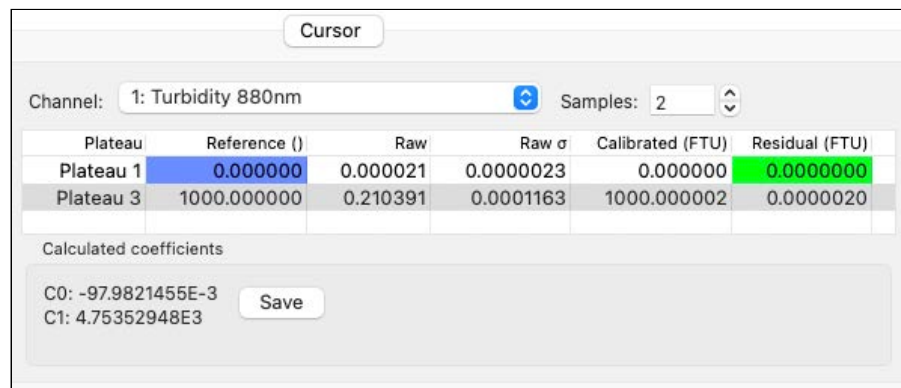 Cursor
Channel: 1: Turbidity 880nm Samples: 2
Plateau Reference () Raw Raw σ Calibrated (FTU) Residual (FTU)
Plateau 1 0.000000 0.000021 0.0000023 0.000000 0.0000000
Plateau 3 1000.000000 0.210391 0.0001163 1000.000002 0.0000020
Calculated coefficients
C0: -97.9821455E-3
Save
C1: 4.75352948E3